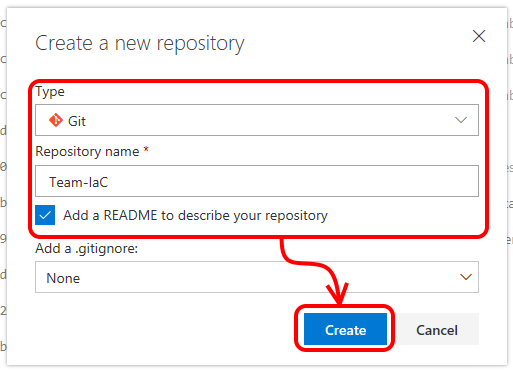 Create a new repository
Type
Git
Repository name *
Team-IaC
Add a README to describe your repository
Add a .gitignore:
None
Create
Cancel